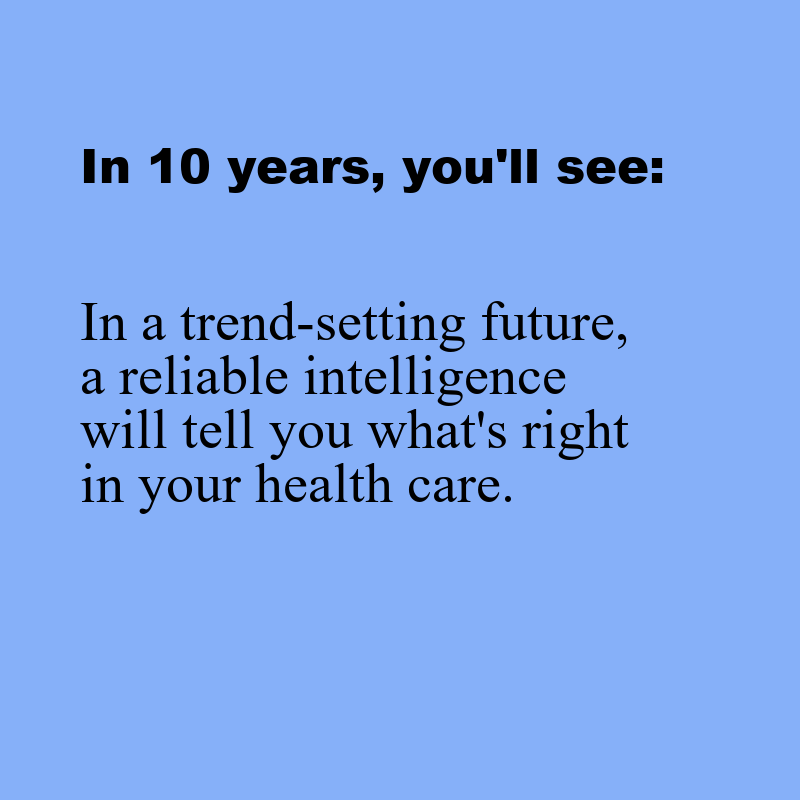 In 10 years, you'll see:
In a trend-setting future,
a reliable intelligence
will tell you what's right
in your health care.